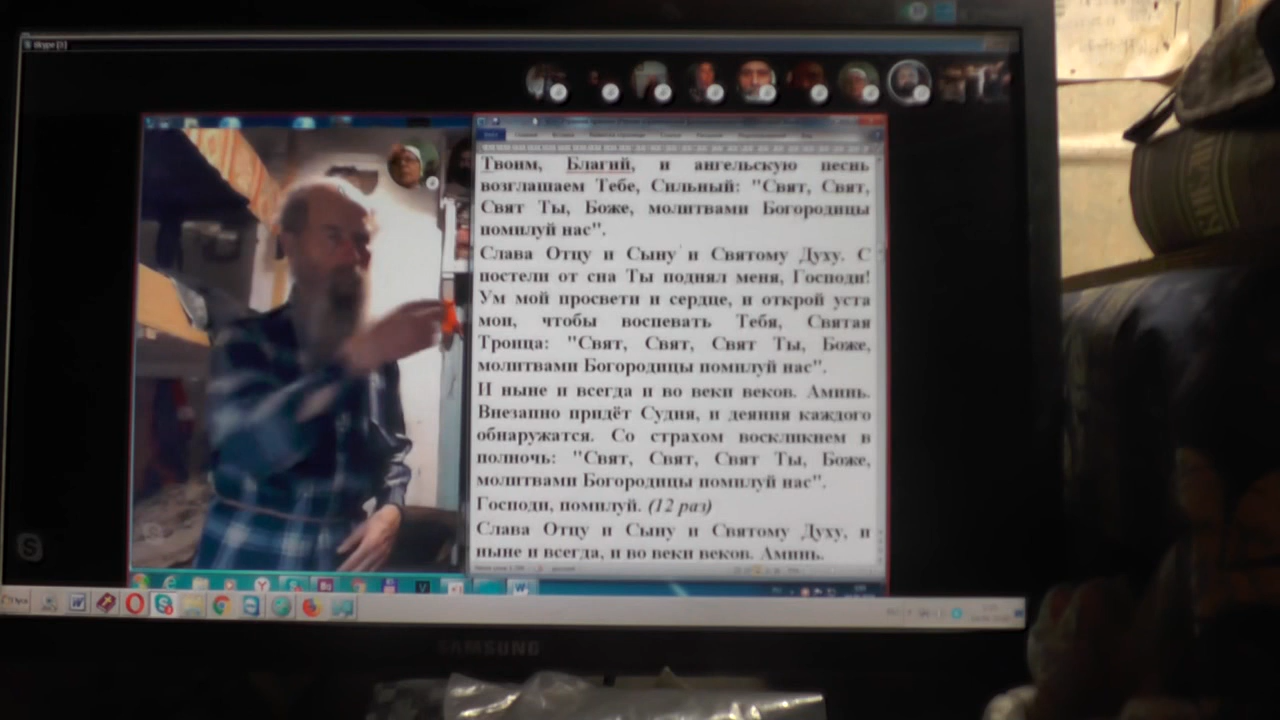 Skype [3]
Твоим, Благий, и ангельскую песнь
возглашаем Тебе, Сильный: "Свят, Свят,
Свят Ты, Боже, молитвами Богородицы
помилуй нас".
Слава Отцу и Сыну и Святому Духу. С
постели от сна Ты поднял меня, Господи!
Ум мой просвети и сердце, и открой уста
мои, чтобы воспевать Тебя, Святая
Троица: "Свят, Свят, Свят Ты, Боже,
молитвами Богородицы помилуй нас".
И ныне и всегда и во веки веков. Аминь.
Внезапно придёт Судия, и деяния каждого
обнаружатся. Со страхом воскликнем в
полночь: "Свят, Свят, Свят Ты, Боже,
молитвами Богородицы помилуй нас".
Господи, помилуй. (12 раз)
Слава Отцу и Сыну и Святому Духу, и
ныне и всегда, и во веки веков. Аминь.
SAMSUNG